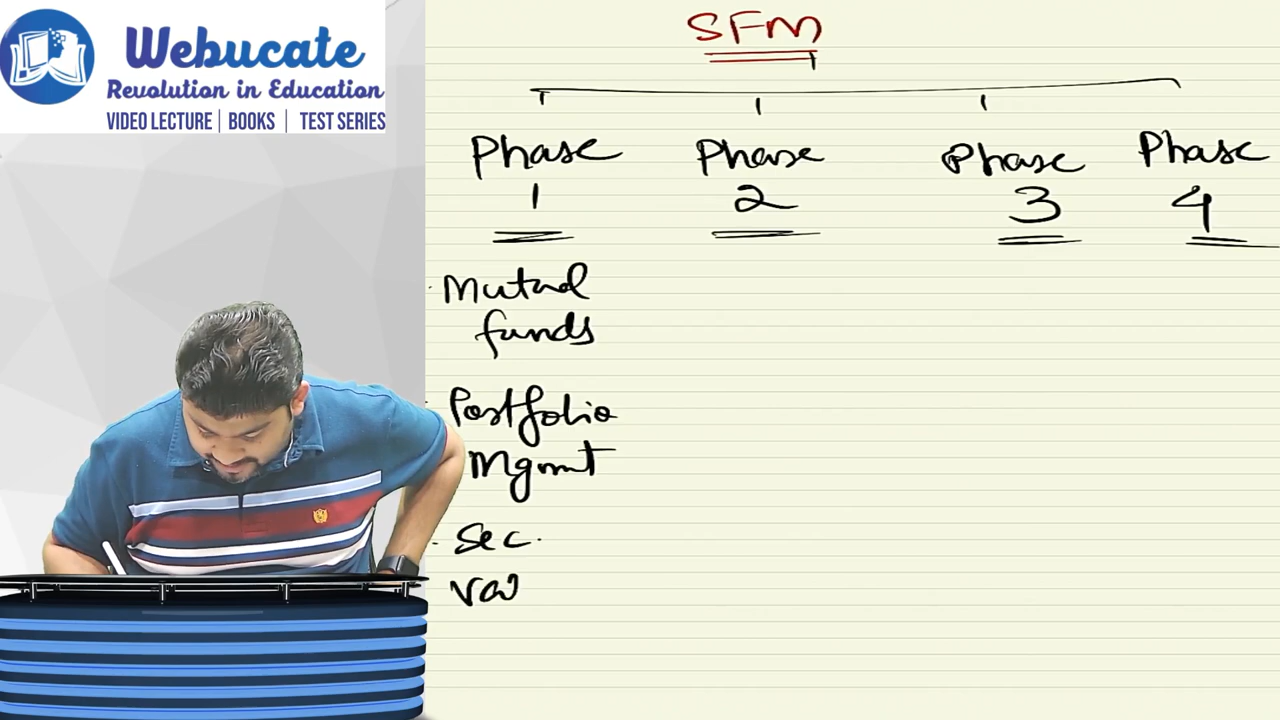 Webucate
Revolution in Education
VIDEO LECTURE | BOOKS | TEST SERIES
SFM
Phase Phase Phase Phase
1 2 3 4
Mutual
funds
Portfolio
Mgmt
Sec.
Val